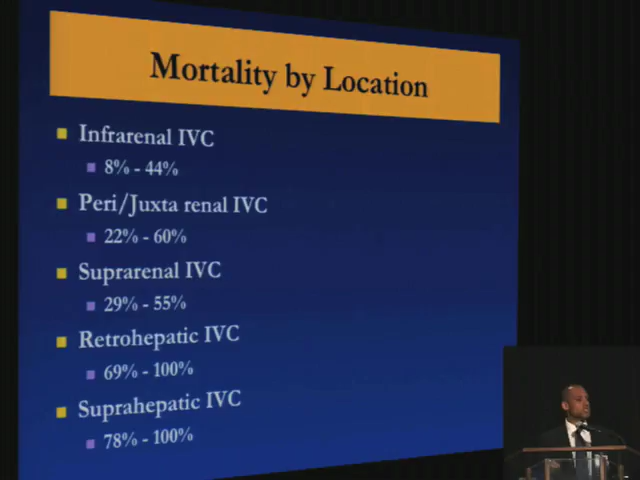 Mortality by Location
Infrarenal IVC
8% - 44%
Peri/Juxta renal IVC
22% - 60%
Suprarenal IVC
29% - 55%
Retrohepatic IVC
69% - 100%
Suprahepatic IVC
78% - 100%